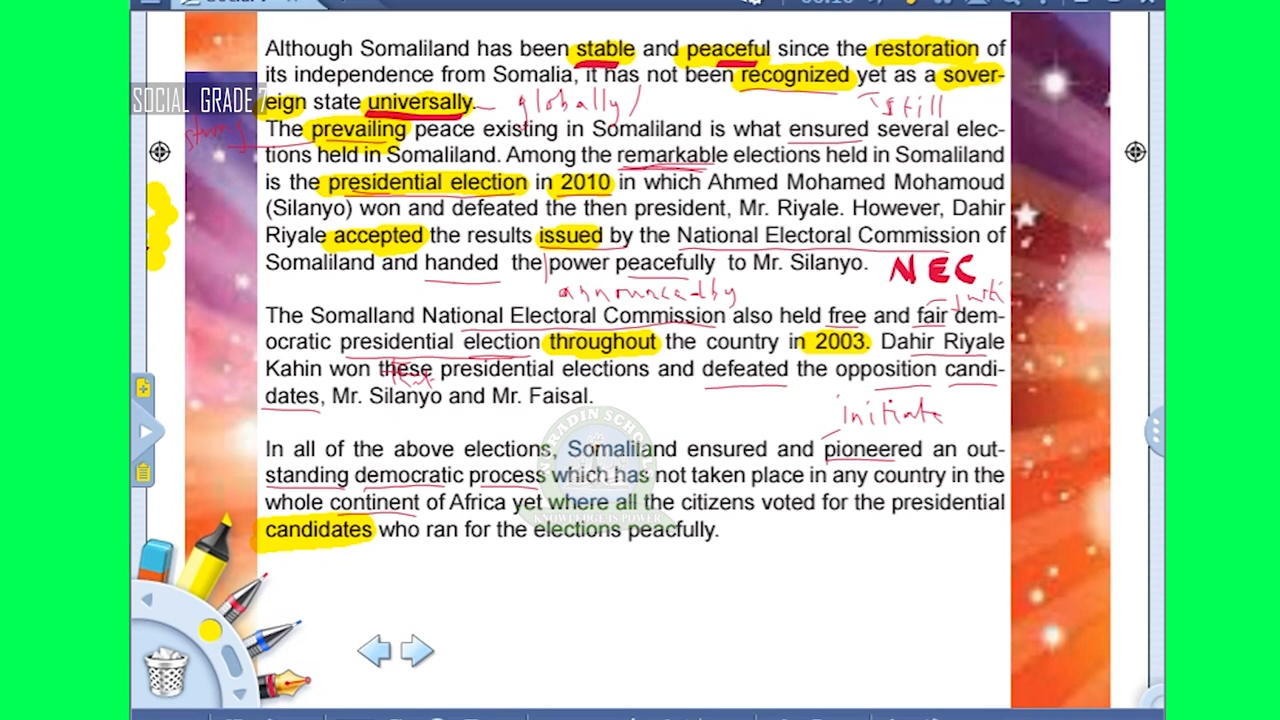 Although Somaliland has been stable and peaceful since the restoration of
its independence from Somalia, it has not been recognized yet as a sover-
SOCIAL GRADE 7
eign state universally.
globally
still
strong
The prevailing peace existing in Somaliland is what ensured several elec-
tions held in Somaliland. Among the remarkable elections held in Somaliland
is the presidential election in 2010 in which Ahmed Mohamed Mohamoud
(Silanyo) won and defeated the then president, Mr. Riyale. However, Dahir
Riyale accepted the results issued by the National Electoral Commission of
Somaliland and handed the power peacefully to Mr. Silanyo.
NEC
announced by
The Somalland National Electoral Commission also held free and fair dem-
ocratic presidential election throughout the country in 2003. Dahir Riyale
Kahin won these presidential elections and defeated the opposition candi-
dates, Mr. Silanyo and Mr. Faisal.
initiate
In all of the above elections, Somaliland ensured and pioneered an out-
standing democratic process which has not taken place in any country in the
whole continent of Africa yet where all the citizens voted for the presidential
KNOWLEDGE IS POWER
candidates who ran for the elections peacfully.